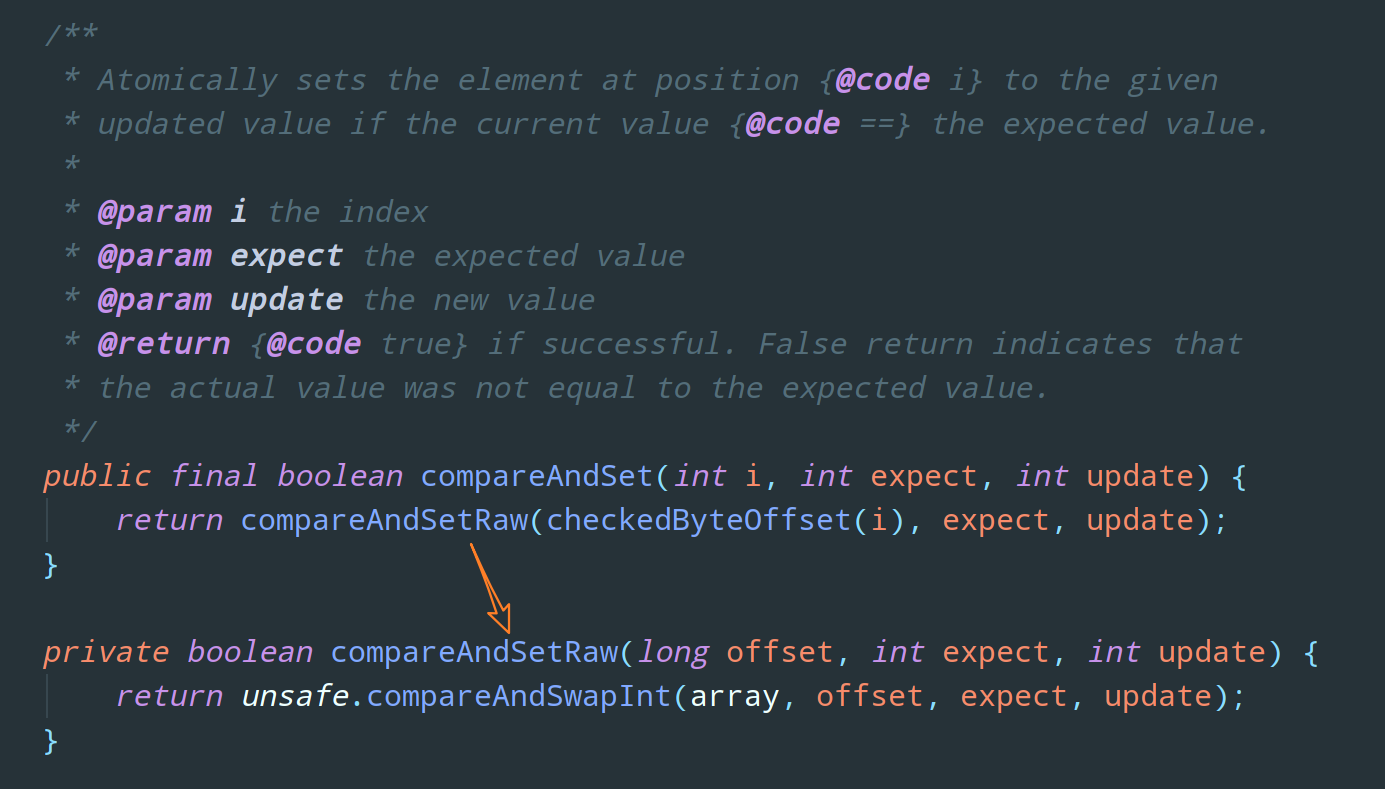 /**
 * Atomically sets the element at position {@code i} to the given
 * updated value if the current value {@code ==} the expected value.
 *
 * @param i the index
 * @param expect the expected value
 * @param update the new value
 * @return {@code true} if successful. False return indicates that
 * the actual value was not equal to the expected value.
 */
public final boolean compareAndSet(int i, int expect, int update) {
    return compareAndSetRaw(checkedByteOffset(i), expect, update);
}

private boolean compareAndSetRaw(long offset, int expect, int update) {
    return unsafe.compareAndSwapInt(array, offset, expect, update);
}